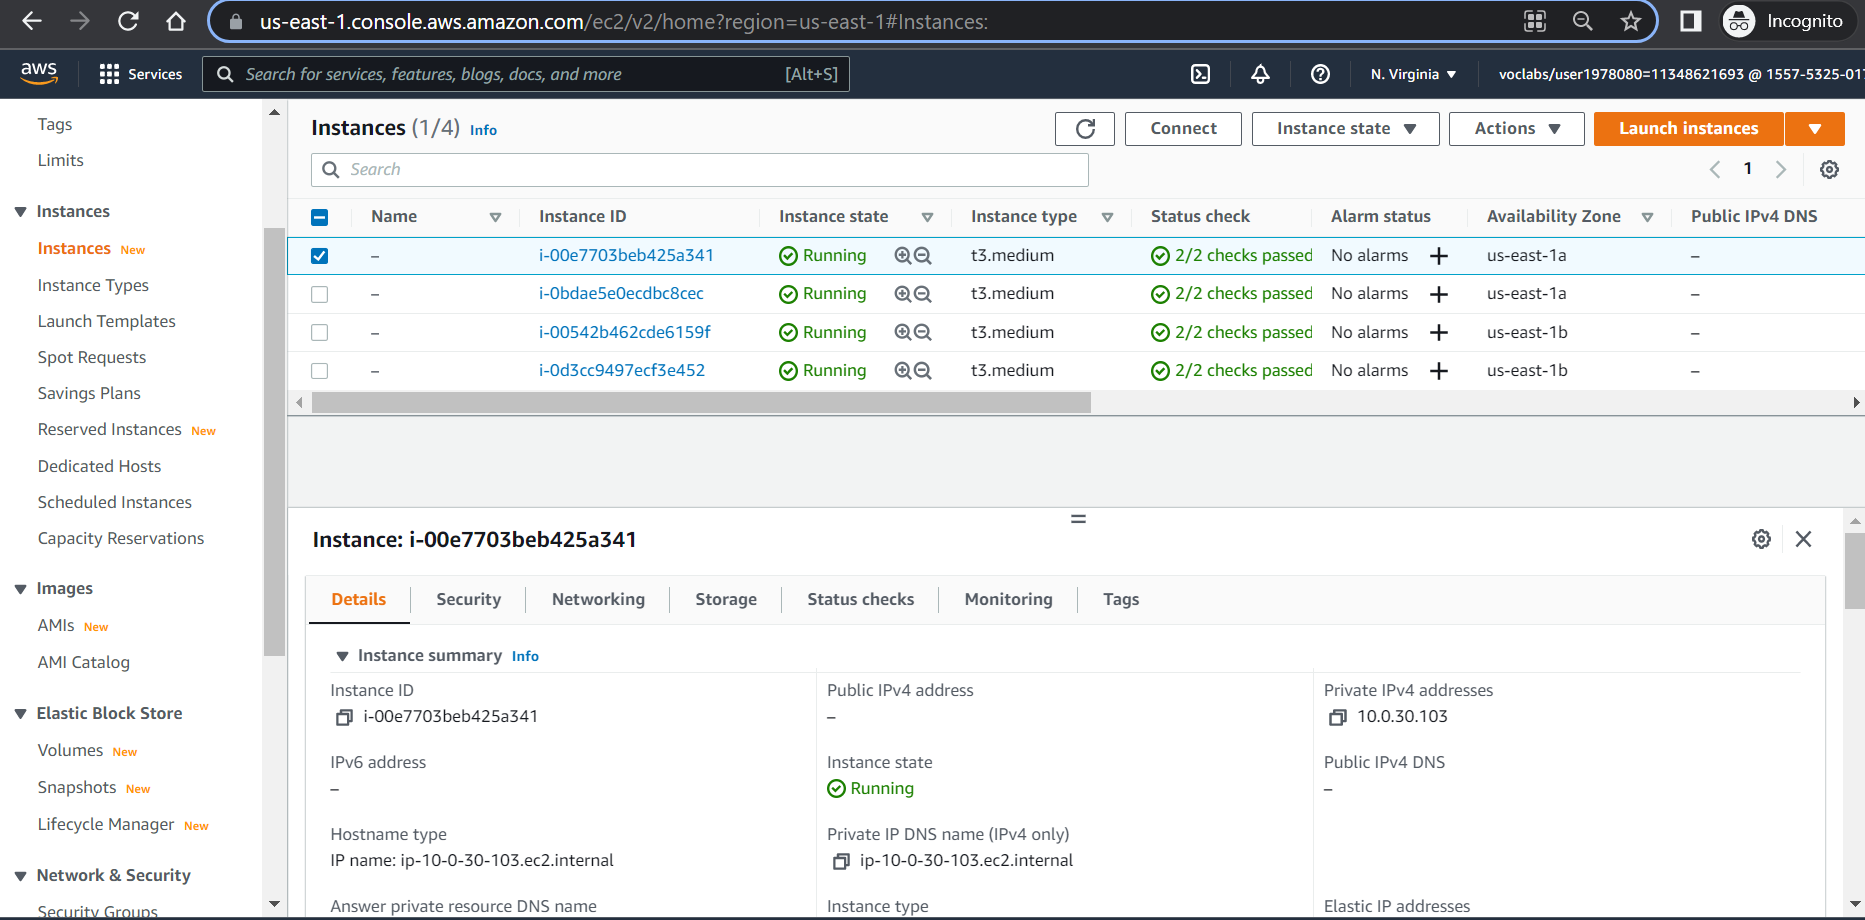 us-east-1.console.aws.amazon.com/ec2/v2/home?region=us-east-1#Instances:
Incognito
aws
Services
Search for services, features, blogs, docs, and more
[Alt+S]
N. Virginia
voclabs/user1978080=11348621693 @ 1557-5325-017
Tags
Limits
Instances
Instances New
Instance Types
Launch Templates
Spot Requests
Savings Plans
Reserved Instances New
Dedicated Hosts
Scheduled Instances
Capacity Reservations
Images
AMIs New
AMI Catalog
Elastic Block Store
Volumes New
Snapshots New
Lifecycle Manager New
Network & Security
Security Groups
Instances (1/4) Info
Connect
Instance state
Actions
Launch instances
Search
1
Name Instance ID Instance state Instance type Status check Alarm status Availability Zone Public IPv4 DNS
– i-00e7703beb425a341 Running t3.medium 2/2 checks passed No alarms + us-east-1a –
– i-0bdae5e0ecdbc8cec Running t3.medium 2/2 checks passed No alarms + us-east-1a –
– i-00542b462cde6159f Running t3.medium 2/2 checks passed No alarms + us-east-1b –
– i-0d3cc9497ecf3e452 Running t3.medium 2/2 checks passed No alarms + us-east-1b –
Instance: i-00e7703beb425a341
Details Security Networking Storage Status checks Monitoring Tags
Instance summary Info
Instance ID
i-00e7703beb425a341
Public IPv4 address
–
Private IPv4 addresses
10.0.30.103
IPv6 address
–
Instance state
Running
Public IPv4 DNS
–
Hostname type
IP name: ip-10-0-30-103.ec2.internal
Private IP DNS name (IPv4 only)
ip-10-0-30-103.ec2.internal
Answer private resource DNS name
Instance type
Elastic IP addresses